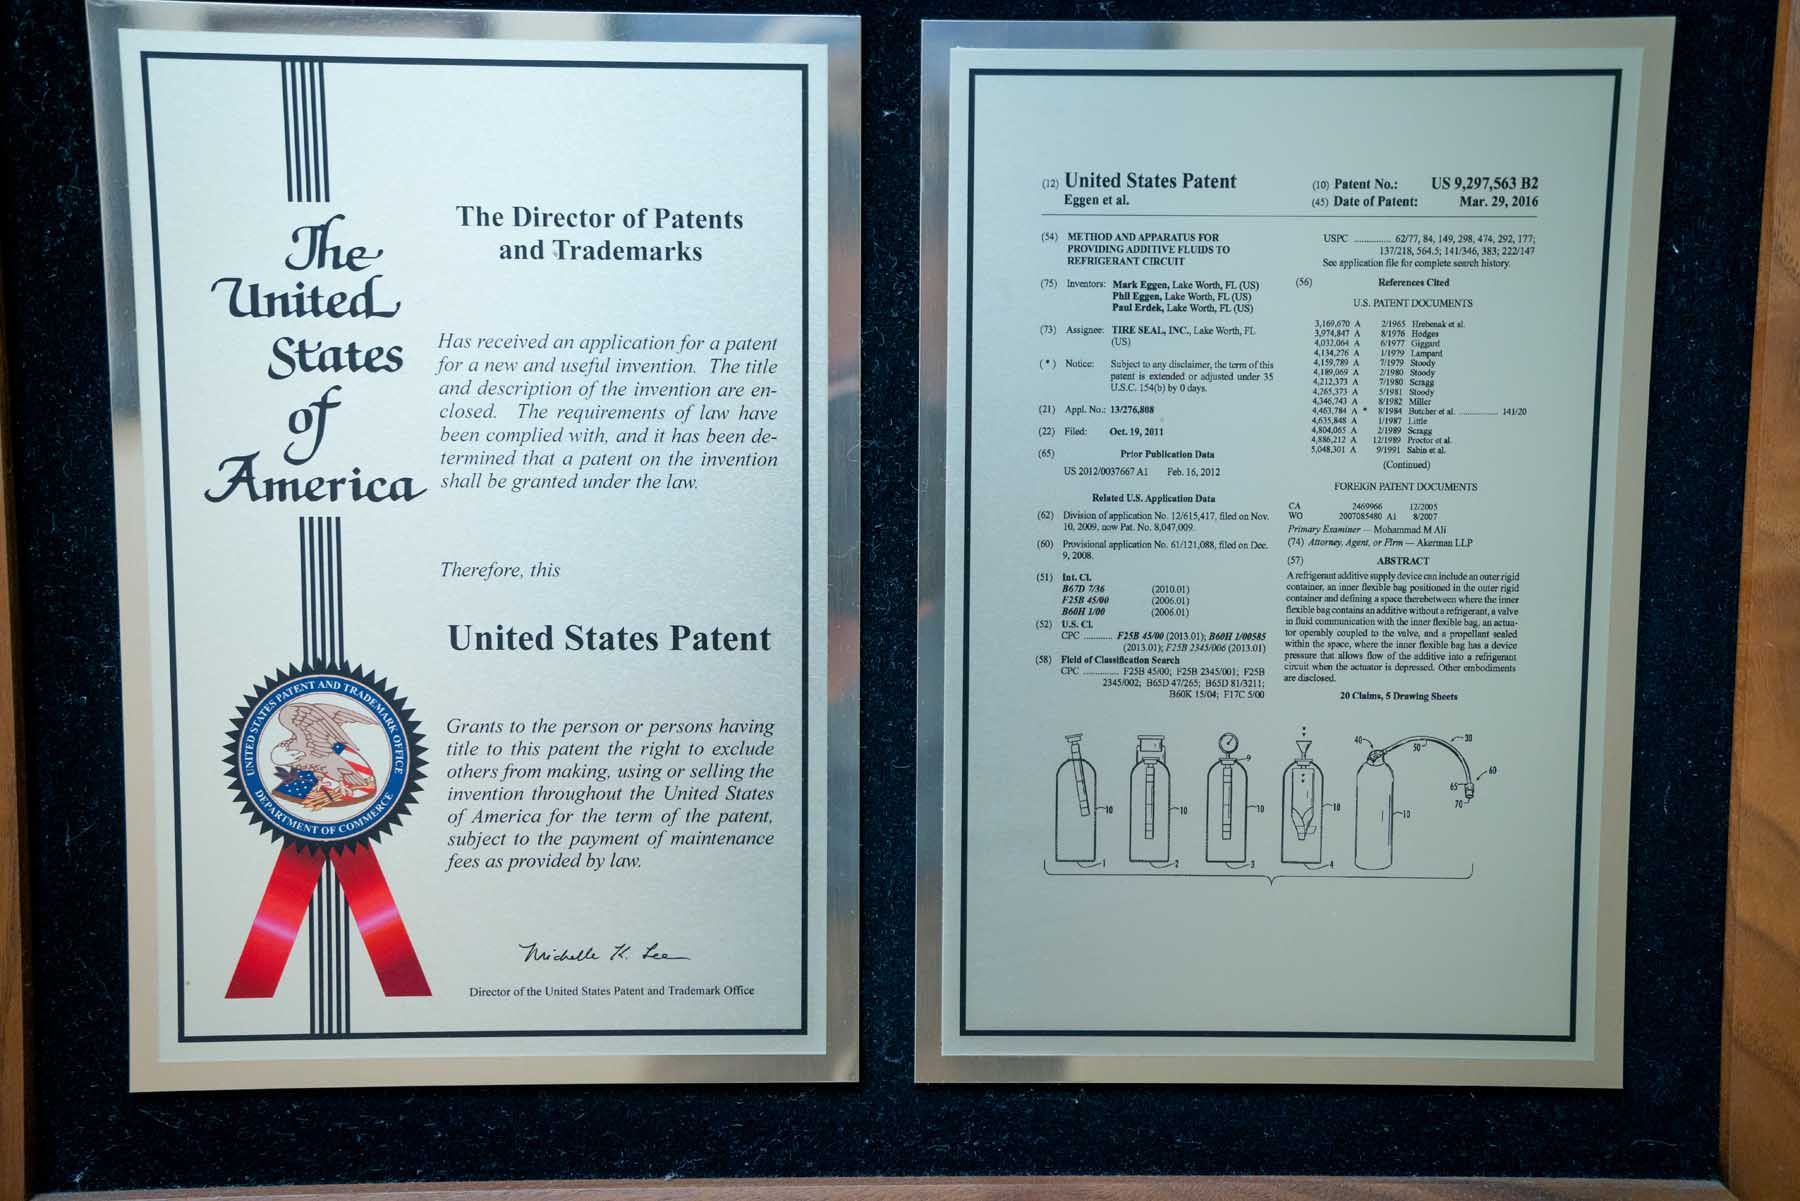 The
United
States
of
America
The Director of Patents
and Trademarks
Has received an application for a patent
for a new and useful invention. The title
and description of the invention are en-
closed. The requirements of law have
been complied with, and it has been de-
termined that a patent on the invention
shall be granted under the law.
Therefore, this
United States Patent
UNITED STATES PATENT AND TRADEMARK OFFICE
DEPARTMENT OF COMMERCE
Grants to the person or persons having
title to this patent the right to exclude
others from making, using or selling the
invention throughout the United States
of America for the term of the patent,
subject to the payment of maintenance
fees as provided by law.
Michelle K. Lee
Director of the United States Patent and Trademark Office
(12) United States Patent
Eggen et al.
(10) Patent No.: US 9,297,563 B2
(45) Date of Patent: Mar. 29, 2016
(54) METHOD AND APPARATUS FOR
PROVIDING ADDITIVE FLUIDS TO
REFRIGERANT CIRCUIT
(75) Inventors: Mark Eggen, Lake Worth, FL (US)
Phil Eggen, Lake Worth, FL (US)
Paul Erdek, Lake Worth, FL (US)
(73) Assignee: TIRE SEAL, INC., Lake Worth, FL
(US)
(*) Notice: Subject to any disclaimer, the term of this
patent is extended or adjusted under 35
U.S.C. 154(b) by 0 days.
(21) Appl. No.: 13/276,808
(22) Filed: Oct. 19, 2011
(65) Prior Publication Data
US 2012/0037667 A1 Feb. 16, 2012
Related U.S. Application Data
(62) Division of application No. 12/615,417, filed on Nov.
10, 2009, now Pat. No. 8,047,009.
(60) Provisional application No. 61/121,088, filed on Dec.
9, 2008.
(51) Int. Cl.
B67D 7/36 (2010.01)
F25B 45/00 (2006.01)
B60H 1/00 (2006.01)
(52) U.S. Cl.
CPC ............ F25B 45/00 (2013.01); B60H 1/00585
(2013.01); F25B 2345/006 (2013.01)
(58) Field of Classification Search
CPC ............... F25B 45/00; F25B 2345/001; F25B
2345/002; B65D 47/265; B65D 81/3211;
B60K 15/04; F17C 5/00
USPC ............... 62/77, 84, 149, 298, 474, 292, 177;
137/218, 564.5; 141/346, 383; 222/147
See application file for complete search history.
(56) References Cited
U.S. PATENT DOCUMENTS
3,169,670 A 2/1965 Hrebenak et al.
3,974,847 A 8/1976 Hodges
4,032,064 A 6/1977 Giggard
4,134,276 A 1/1979 Lampard
4,159,789 A 7/1979 Stoody
4,189,069 A 2/1980 Stoody
4,212,373 A 7/1980 Scragg
4,265,373 A 5/1981 Stoody
4,346,743 A 8/1982 Miller
4,463,784 A * 8/1984 Butcher et al. .............. 141/20
4,635,848 A 1/1987 Little
4,804,065 A 2/1989 Scragg
4,886,212 A 12/1989 Proctor et al.
5,048,301 A 9/1991 Sabin et al.
(Continued)
FOREIGN PATENT DOCUMENTS
CA 2469966 12/2005
WO 2007085480 A1 8/2007
Primary Examiner — Mohammad M Ali
(74) Attorney, Agent, or Firm — Akerman LLP
(57) ABSTRACT
A refrigerant additive supply device can include an outer rigid
container, an inner flexible bag positioned in the outer rigid
container and defining a space therebetween where the inner
flexible bag contains an additive without a refrigerant, a valve
in fluid communication with the inner flexible bag, an actua-
tor operably coupled to the valve, and a propellant sealed
within the space, where the inner flexible bag has a device
pressure that allows flow of the additive into a refrigerant
circuit when the actuator is depressed. Other embodiments
are disclosed.
20 Claims, 5 Drawing Sheets
9
40
50
30
60
65
70
10
10
10
10
10
1
2
3
4